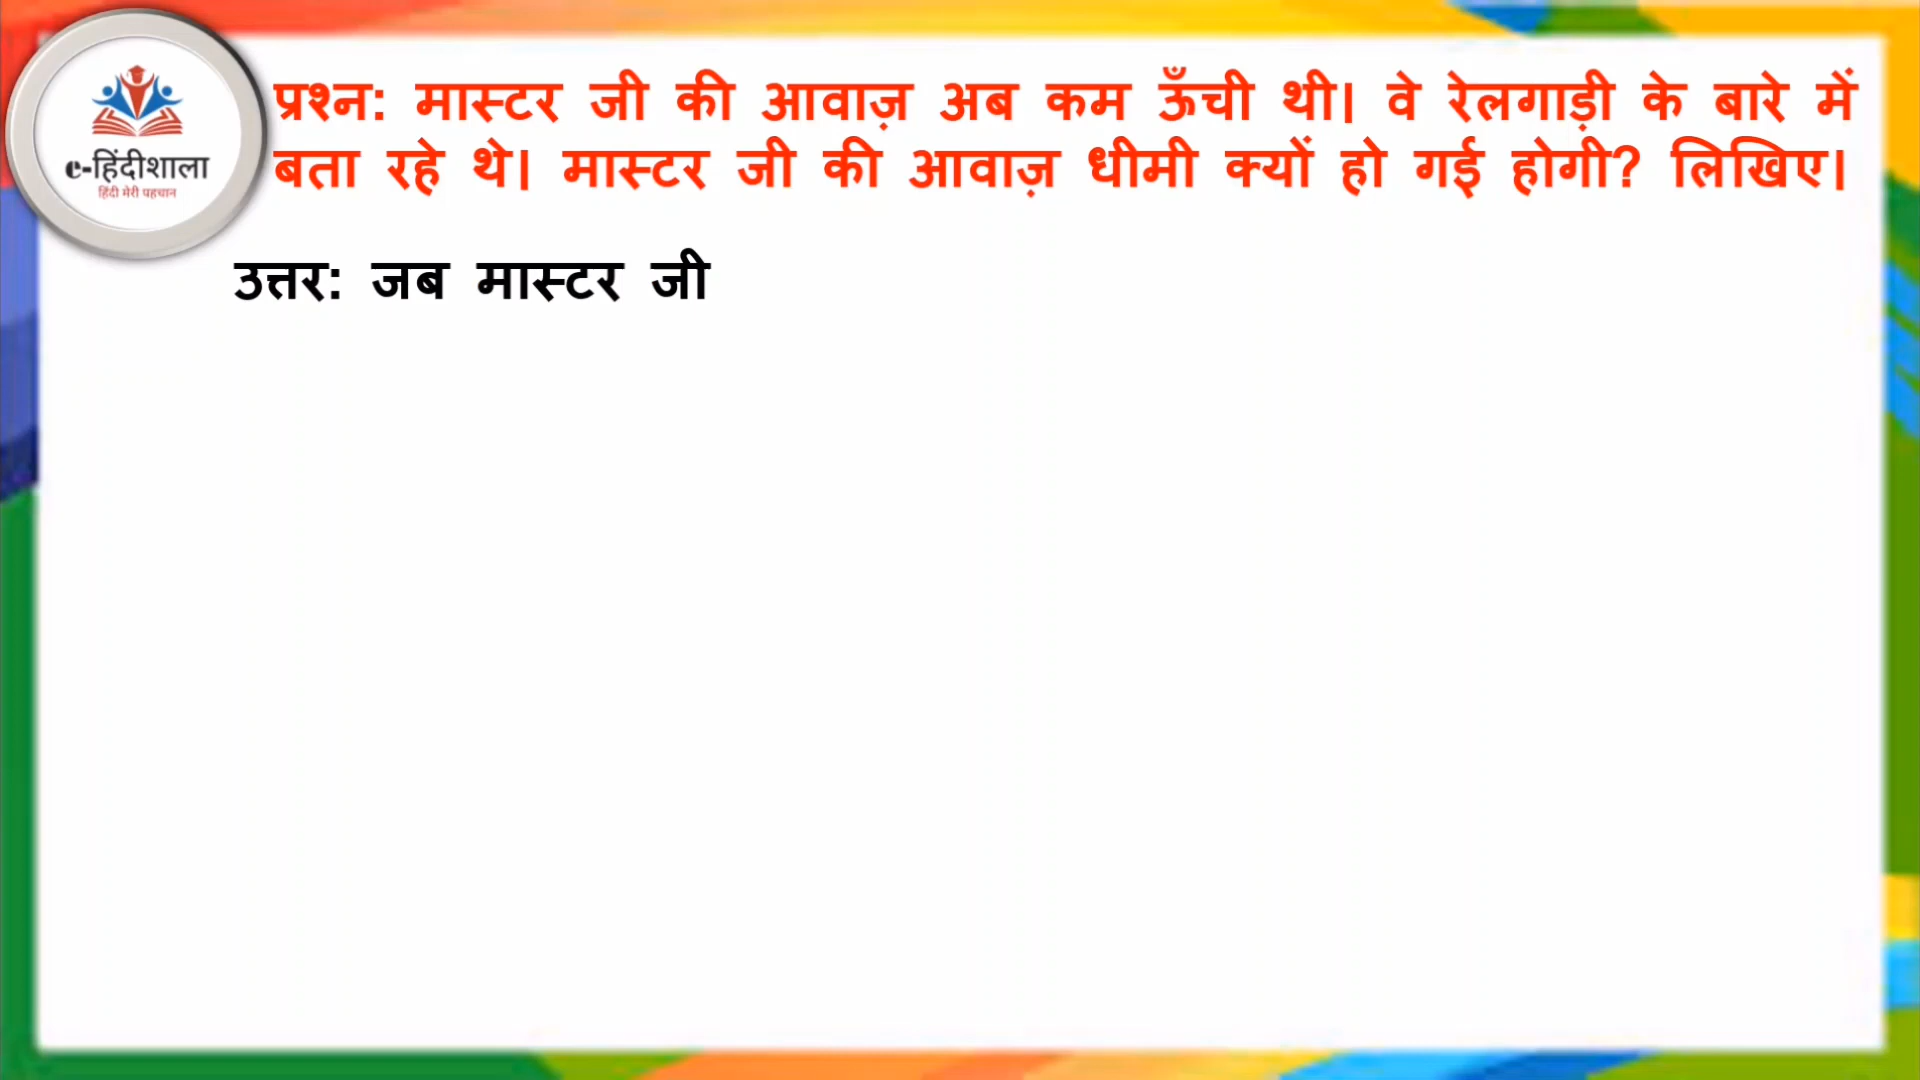 e-हिंदीशाला
हिंदी मेरी पहचान
प्रश्न: मास्टर जी की आवाज़ अब कम ऊँची थी। वे रेलगाड़ी के बारे में
बता रहे थे। मास्टर जी की आवाज़ धीमी क्यों हो गई होगी? लिखिए।
उत्तर: जब मास्टर जी